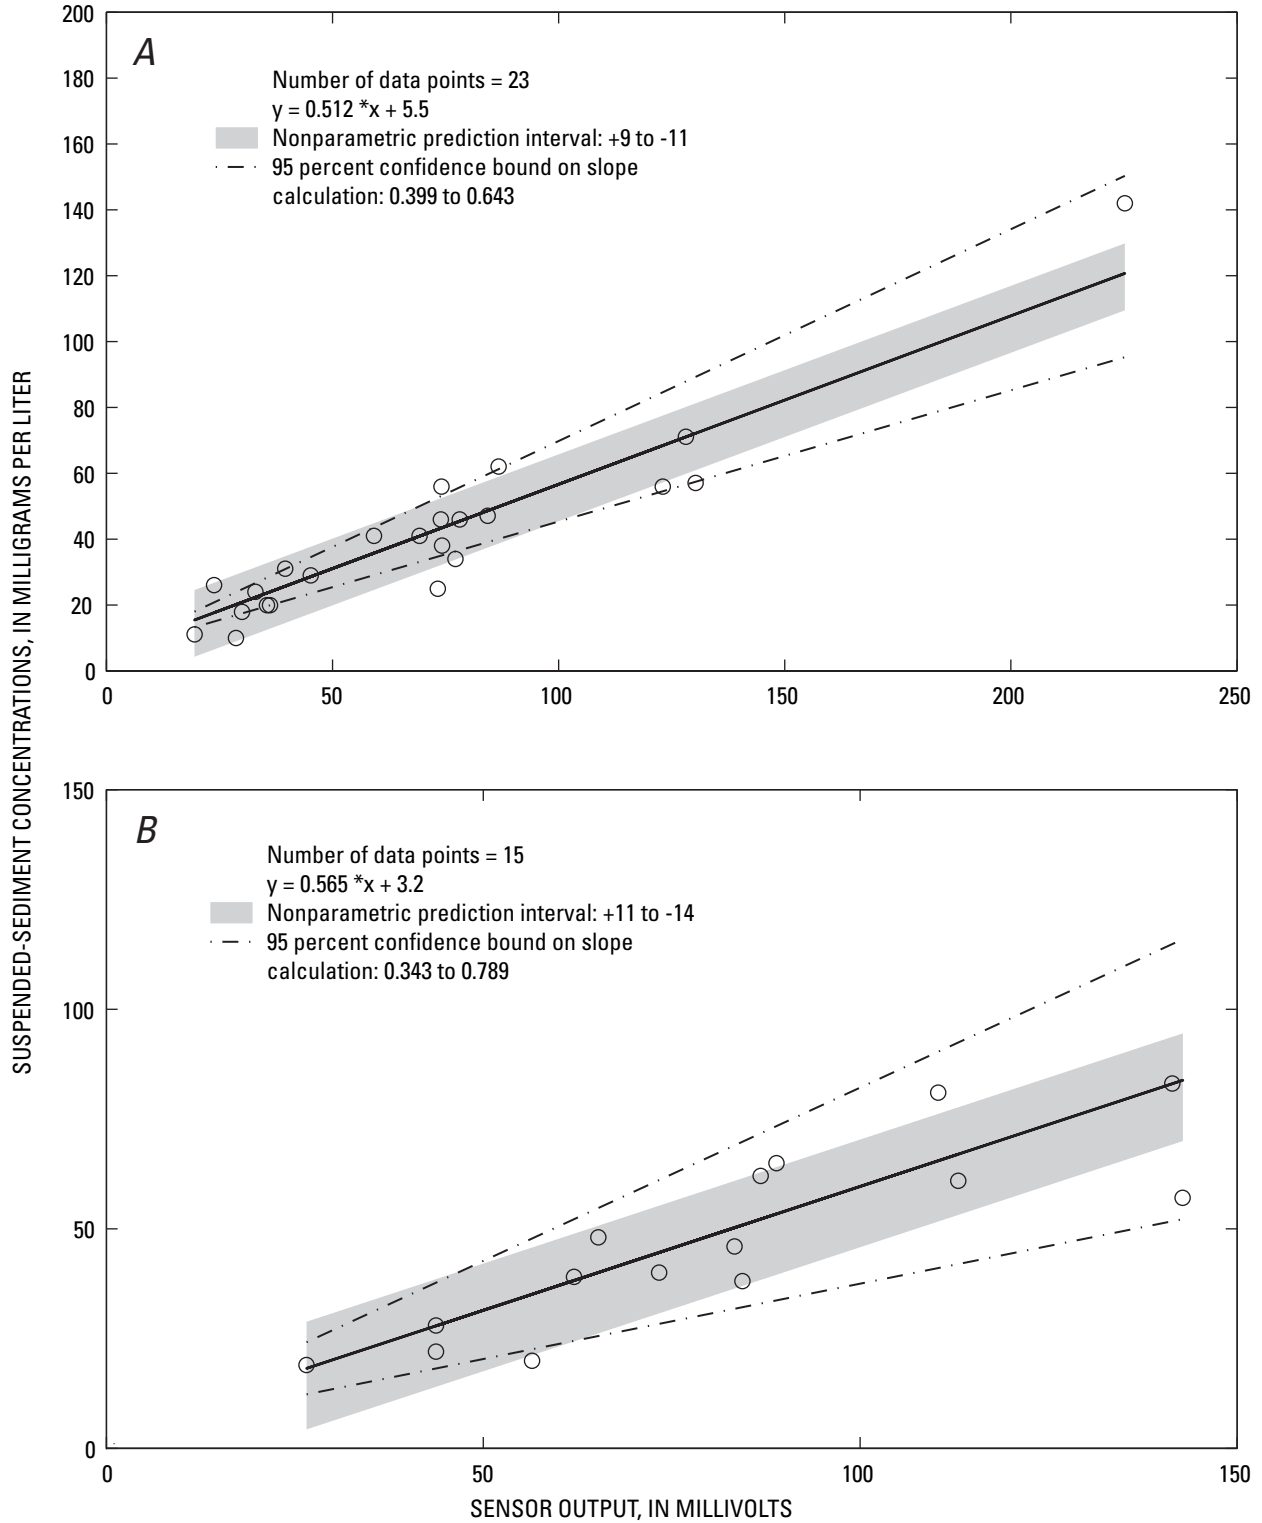 SUSPENDED-SEDIMENT CONCENTRATIONS, IN MILLIGRAMS PER LITER
A
Number of data points = 23
y = 0.512 *x + 5.5
Nonparametric prediction interval: +9 to -11
95 percent confidence bound on slope
calculation: 0.399 to 0.643
200
180
160
140
120
100
80
60
40
20
0
0 50 100 150 200 250
B
Number of data points = 15
y = 0.565 *x + 3.2
Nonparametric prediction interval: +11 to -14
95 percent confidence bound on slope
calculation: 0.343 to 0.789
150
100
50
0
0 50 100 150
SENSOR OUTPUT, IN MILLIVOLTS